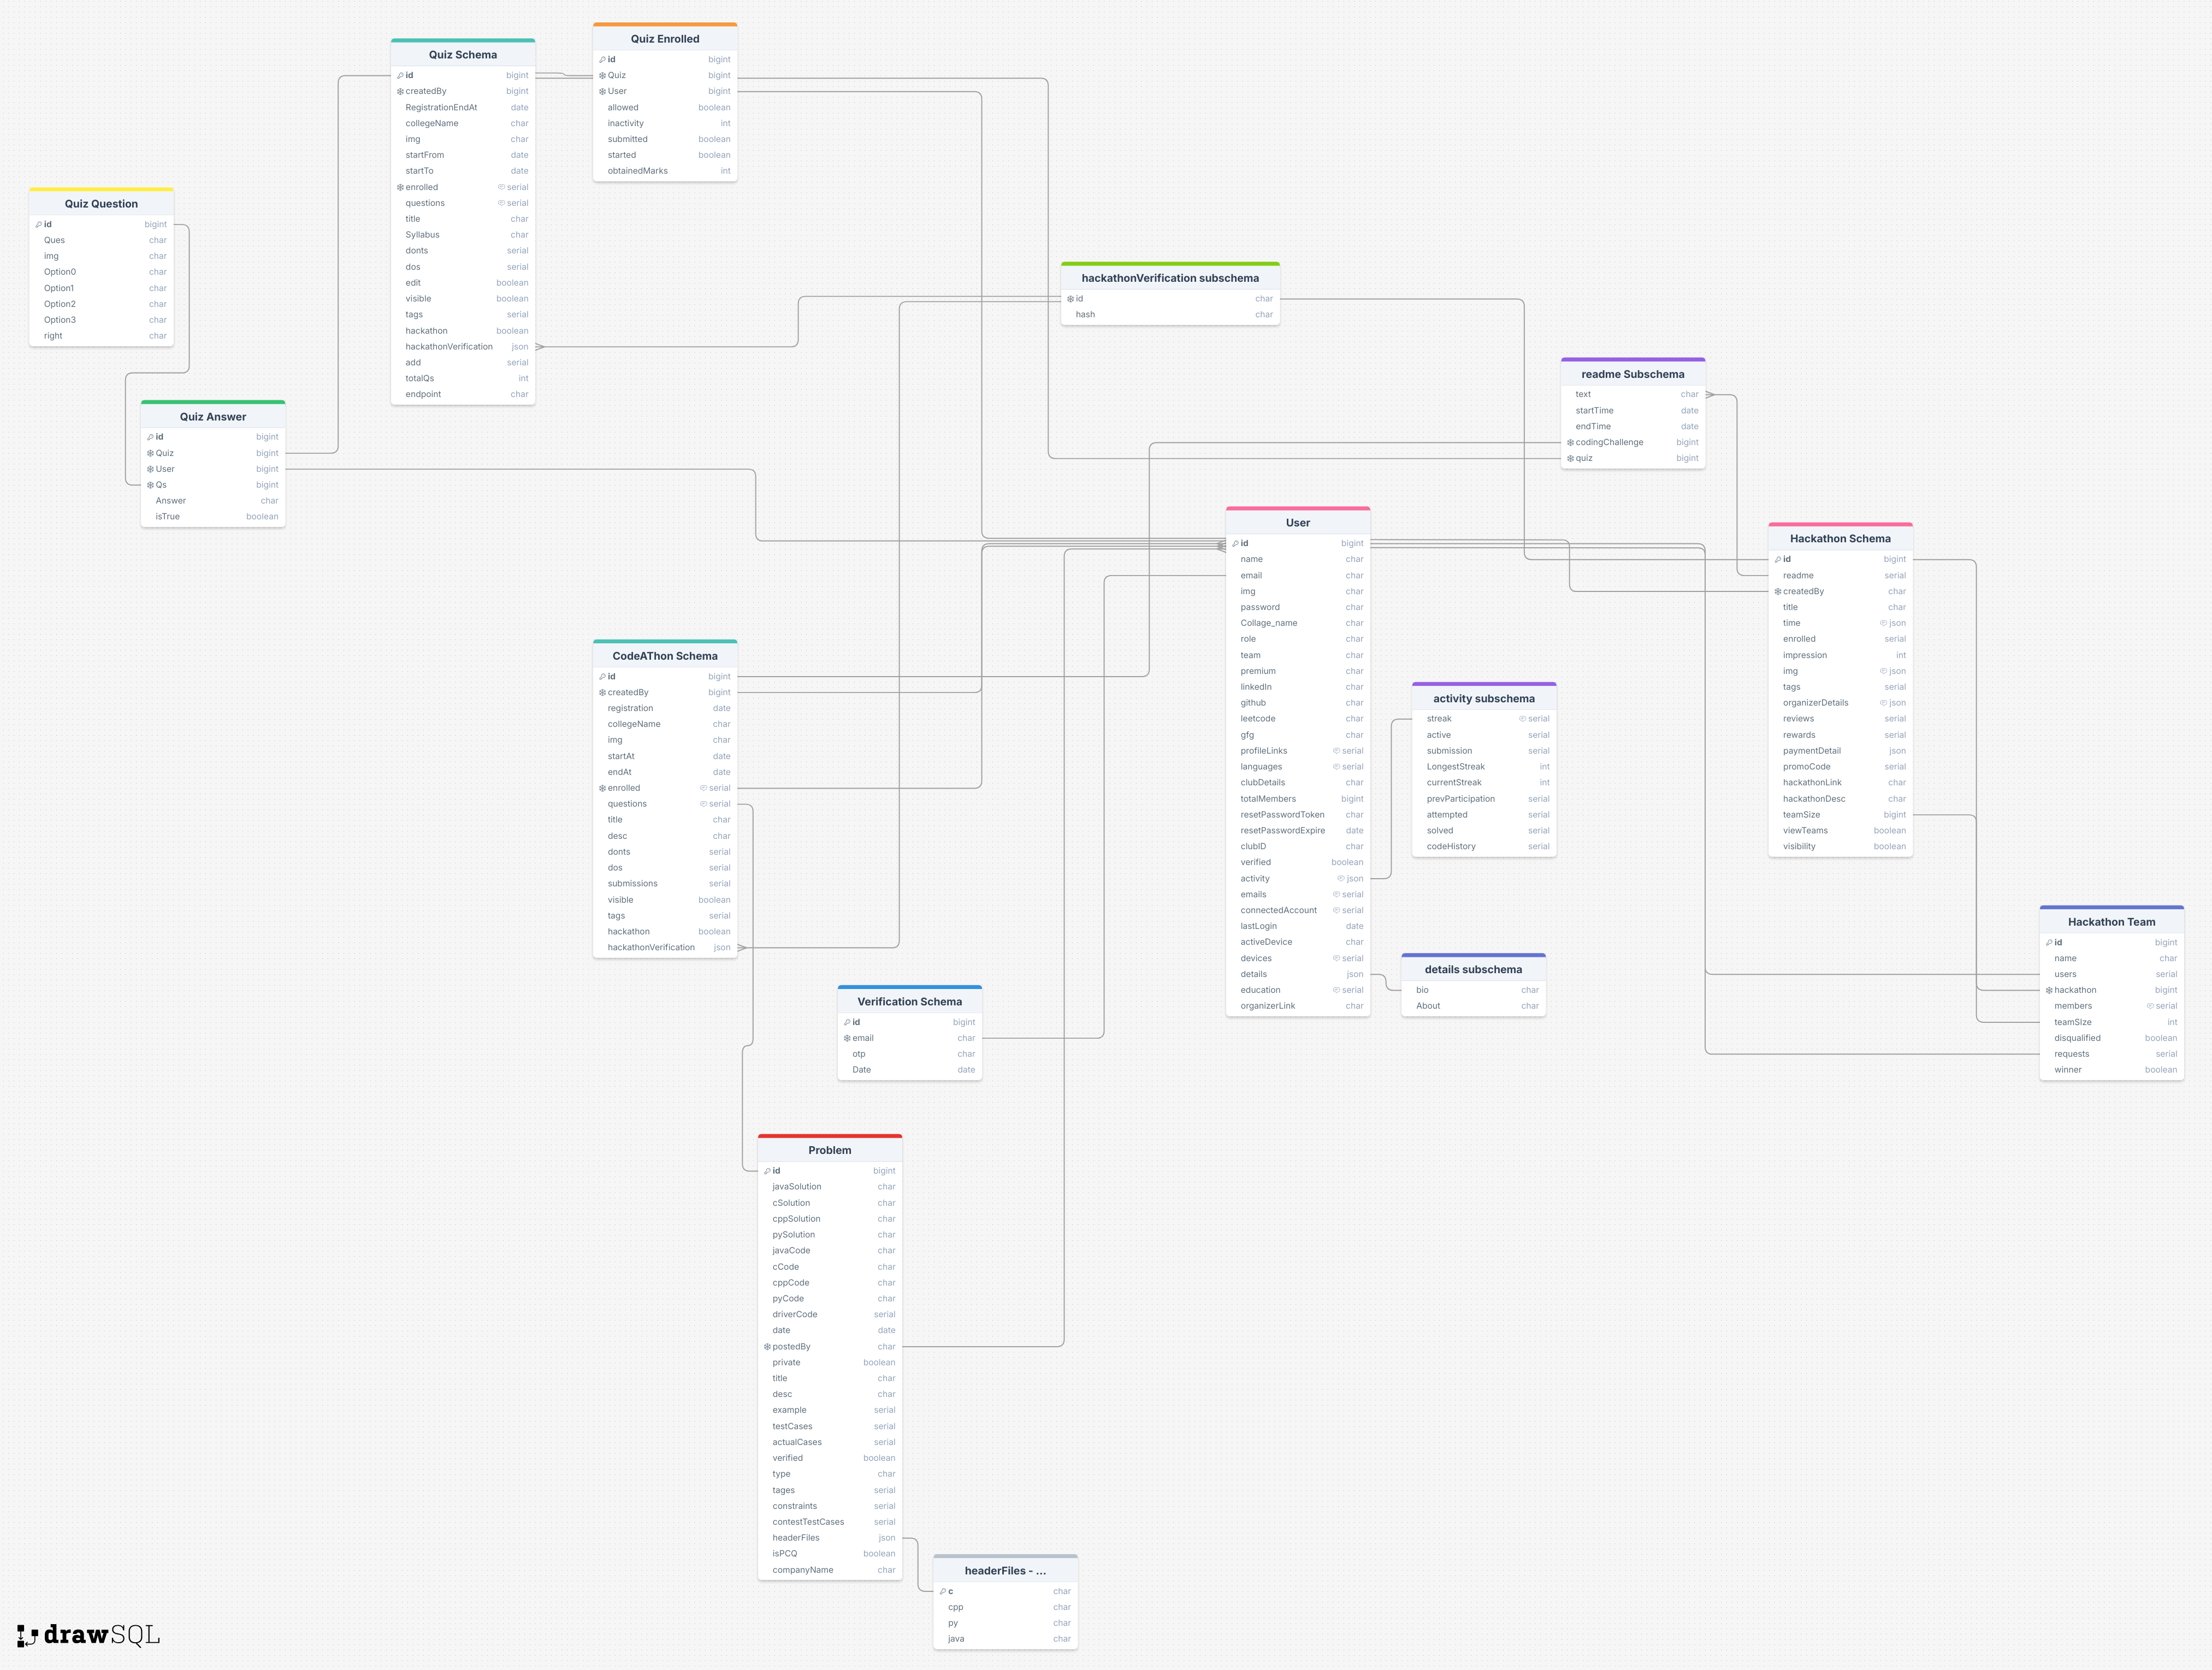 Quiz Schema
id bigint
createdBy bigint
RegistrationEndAt date
collegeName char
img char
startFrom date
startTo date
enrolled serial
questions serial
title char
Syllabus char
donts serial
dos serial
edit boolean
visible boolean
tags serial
hackathon boolean
hackathonVerification json
add serial
totalQs int
endpoint char
Quiz Enrolled
id bigint
Quiz bigint
User bigint
allowed boolean
inactivity int
submitted boolean
started boolean
obtainedMarks int
Quiz Question
id bigint
Ques char
img char
Option0 char
Option1 char
Option2 char
Option3 char
right char
Quiz Answer
id bigint
Quiz bigint
User bigint
Qs bigint
Answer char
isTrue boolean
hackathonVerification subschema
id char
hash char
readme Subschema
text char
startTime date
endTime date
codingChallenge bigint
quiz bigint
User
id bigint
name char
email char
img char
password char
Collage_name char
role char
team char
premium char
linkedIn char
github char
leetcode char
gfg char
profileLinks serial
languages serial
clubDetails char
totalMembers bigint
resetPasswordToken char
resetPasswordExpire date
clubID char
verified boolean
activity json
emails serial
connectedAccount serial
lastLogin date
activeDevice char
devices serial
details json
education serial
organizerLink char
Hackathon Schema
id bigint
readme serial
createdBy char
title char
time json
enrolled serial
impression int
img json
tags serial
organizerDetails json
reviews serial
rewards serial
paymentDetail json
promoCode serial
hackathonLink char
hackathonDesc char
teamSize bigint
viewTeams boolean
visibility boolean
CodeAThon Schema
id bigint
createdBy bigint
registration date
collegeName char
img char
startAt date
endAt date
enrolled serial
questions serial
title char
desc char
donts serial
dos serial
submissions serial
visible boolean
tags serial
hackathon boolean
hackathonVerification json
activity subschema
streak serial
active serial
submission serial
LongestStreak int
currentStreak int
prevParticipation serial
attempted serial
solved serial
codeHistory serial
Hackathon Team
id bigint
name char
users serial
hackathon bigint
members serial
teamSIze int
disqualified boolean
requests serial
winner boolean
details subschema
bio char
About char
Verification Schema
id bigint
email char
otp char
Date date
Problem
id bigint
javaSolution char
cSolution char
cppSolution char
pySolution char
javaCode char
cCode char
cppCode char
pyCode char
driverCode serial
date date
postedBy char
private boolean
title char
desc char
example serial
testCases serial
actualCases serial
verified boolean
type char
tages serial
constraints serial
contestTestCases serial
headerFiles json
isPCQ boolean
companyName char
headerFiles - ...
c char
cpp char
py char
java char
drawSQL